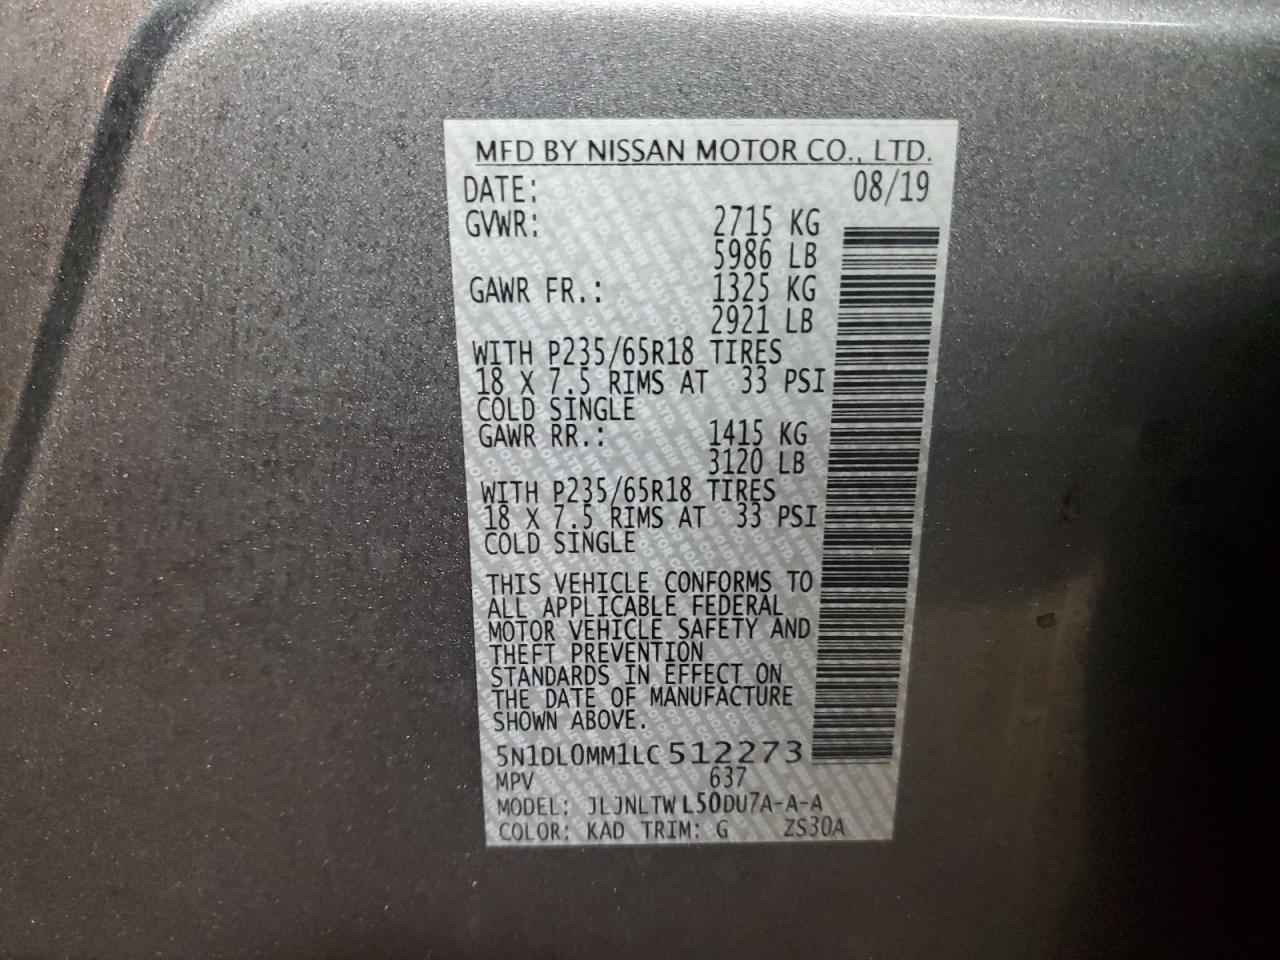 MFD BY NISSAN MOTOR CO., LTD.
DATE: 08/19
GVWR: 2715 KG
5986 LB
GAWR FR.: 1325 KG
2921 LB
WITH P235/65R18 TIRES
18 X 7.5 RIMS AT 33 PSI
COLD SINGLE
GAWR RR.: 1415 KG
3120 LB
WITH P235/65R18 TIRES
18 X 7.5 RIMS AT 33 PSI
COLD SINGLE
THIS VEHICLE CONFORMS TO
ALL APPLICABLE FEDERAL
MOTOR VEHICLE SAFETY AND
THEFT PREVENTION
STANDARDS IN EFFECT ON
THE DATE OF MANUFACTURE
SHOWN ABOVE.
5N1DL0MM1LC512273
MPV 637
MODEL: JLJNLTWL50DU7A-A-A
COLOR: KAD TRIM: G ZS30A